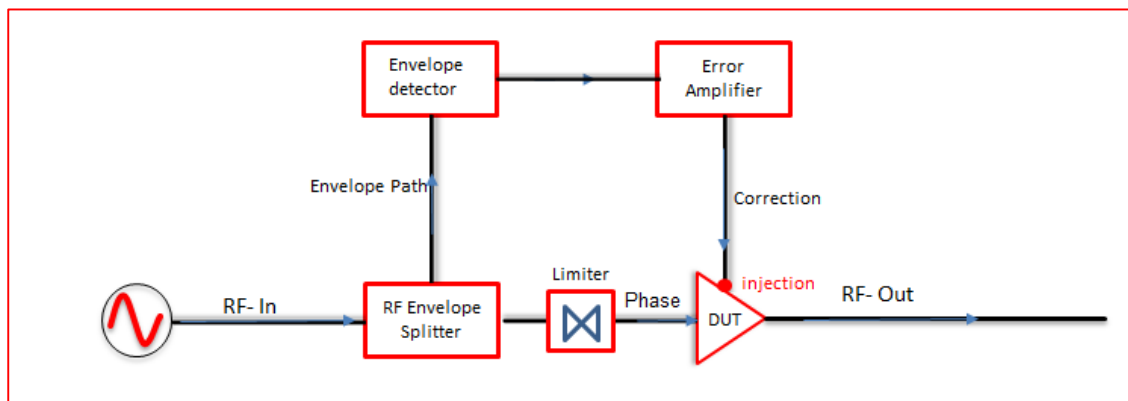 Envelope
detector
Error
Amplifier
Envelope Path
Correction
Limiter
injection
RF- In
RF Envelope
Splitter
Phase
DUT
RF- Out